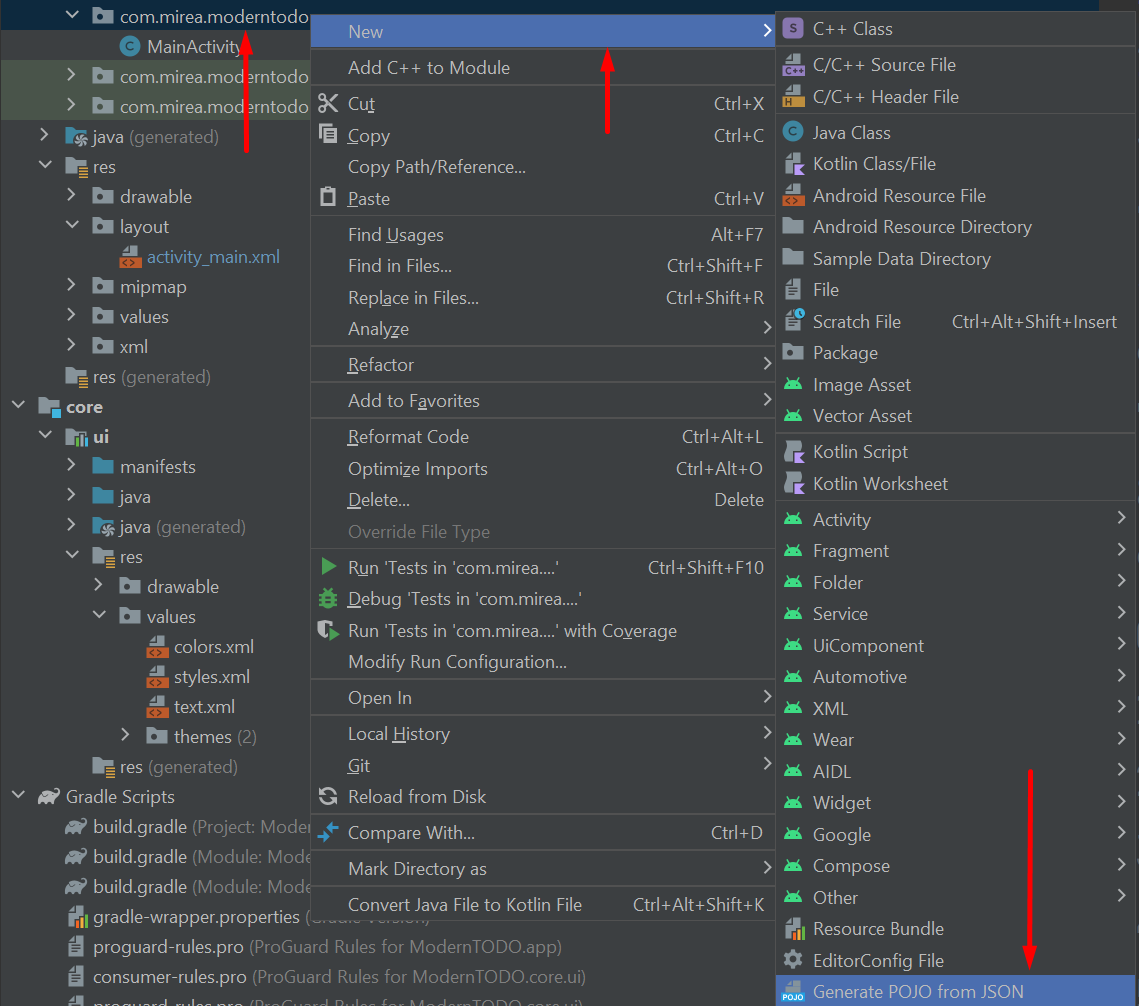 com.mirea.moderntodo
MainActivity
com.mirea.moderntodo
com.mirea.moderntodo
java (generated)
res
drawable
layout
activity_main.xml
mipmap
values
xml
res (generated)
core
ui
manifests
java
java (generated)
res
drawable
values
colors.xml
styles.xml
text.xml
themes (2)
res (generated)
Gradle Scripts
build.gradle (Project: Moder
build.gradle (Module: Mode
build.gradle (Module: Mode
gradle-wrapper.properties (Gradle Version)
proguard-rules.pro (ProGuard Rules for ModernTODO.app)
consumer-rules.pro (ProGuard Rules for ModernTODO.core.ui)
proguard-rules.pro (ProGuard Rules for ModernTODO.core.ui)
New
Add C++ to Module
Cut Ctrl+X
Copy Ctrl+C
Copy Path/Reference...
Paste Ctrl+V
Find Usages Alt+F7
Find in Files... Ctrl+Shift+F
Replace in Files... Ctrl+Shift+R
Analyze
Refactor
Add to Favorites
Reformat Code Ctrl+Alt+L
Optimize Imports Ctrl+Alt+O
Delete... Delete
Override File Type
Run 'Tests in 'com.mirea....' Ctrl+Shift+F10
Debug 'Tests in 'com.mirea....'
Run 'Tests in 'com.mirea....' with Coverage
Modify Run Configuration...
Open In
Local History
Git
Reload from Disk
Compare With... Ctrl+D
Mark Directory as
Convert Java File to Kotlin File Ctrl+Alt+Shift+K
S C++ Class
C++ C/C++ Source File
H C/C++ Header File
C Java Class
Kotlin Class/File
Android Resource File
Android Resource Directory
Sample Data Directory
File
Scratch File Ctrl+Alt+Shift+Insert
Package
Image Asset
Vector Asset
Kotlin Script
Kotlin Worksheet
Activity
Fragment
Folder
Service
UiComponent
Automotive
XML
Wear
AIDL
Widget
Google
Compose
Other
Resource Bundle
EditorConfig File
POJO Generate POJO from JSON